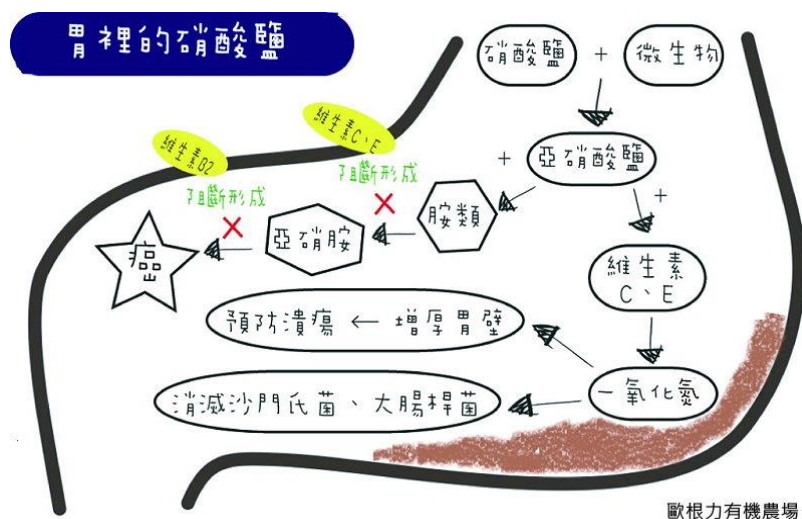 胃裡的硝酸鹽
硝酸鹽 + 微生物
維生素C、E
維生素B2
阻斷形成
+ 亞硝酸鹽
+
阻斷形成
胺類
亞硝胺
癌
維生素
C、E
預防潰瘍 ← 增厚胃壁
一氧化氮
消滅沙門氏菌、大腸桿菌
歐根力有機農場